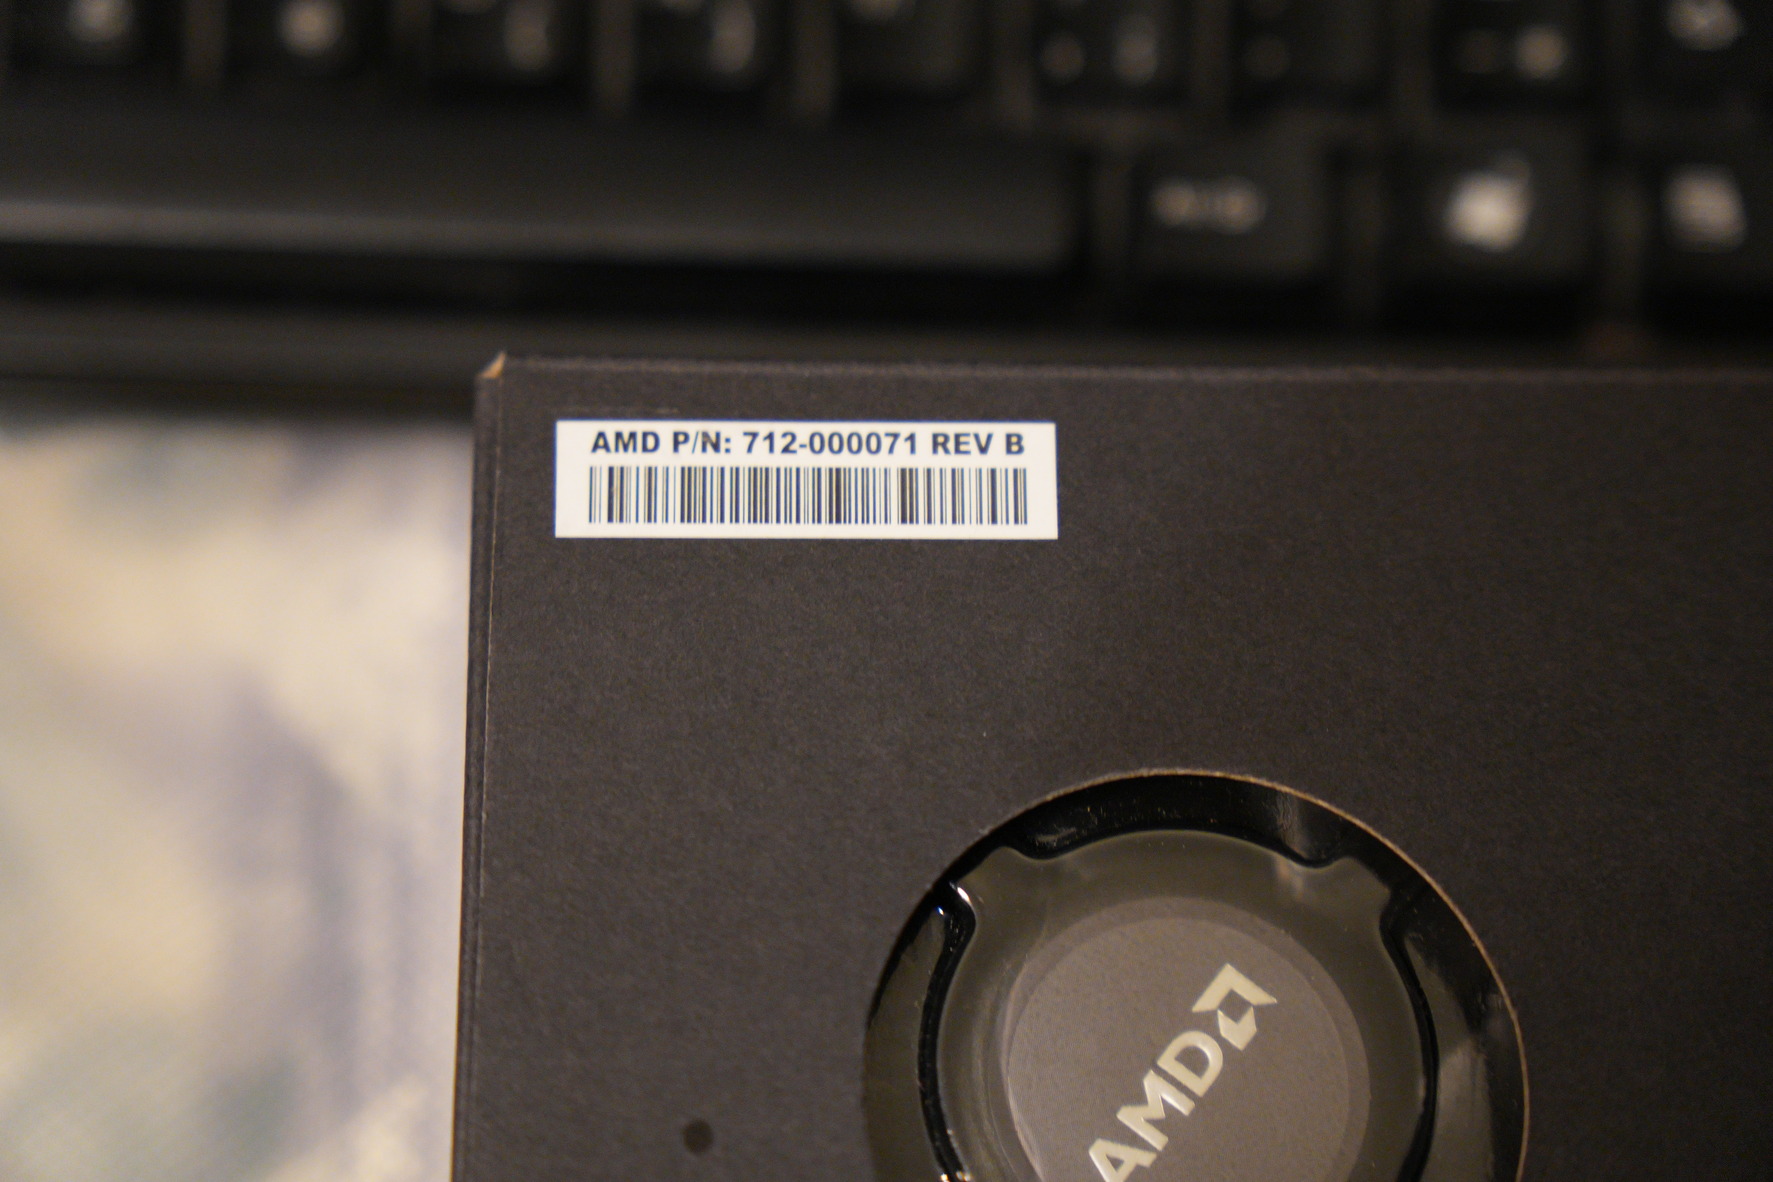 AMD P/N: 712-000071 REV B
AMD